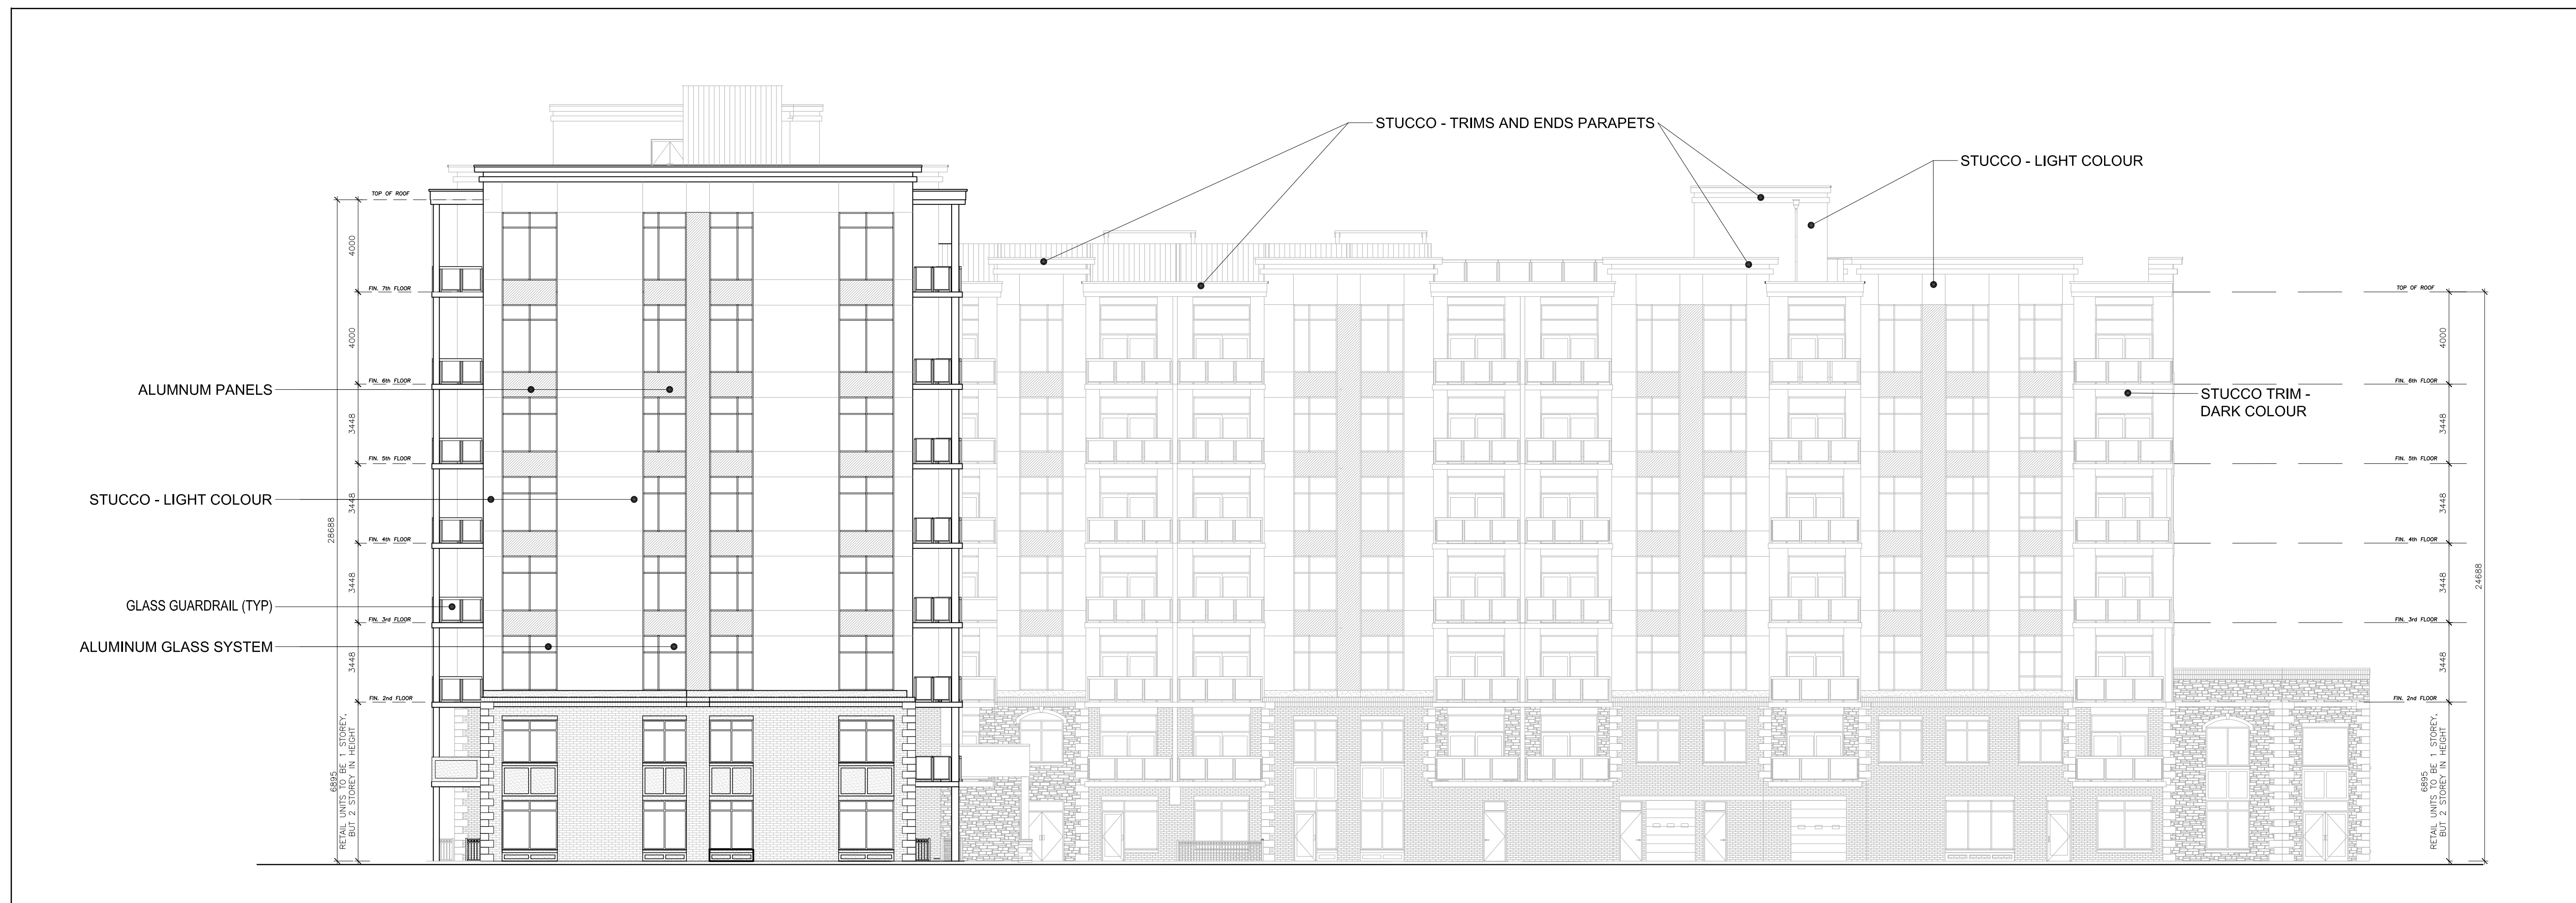 STUCCO - TRIMS AND ENDS PARAPETS
STUCCO - LIGHT COLOUR
TOP OF ROOF
4000
FIN. 7th FLOOR
4000
ALUMNUM PANELS
FIN. 6th FLOOR
3448
FIN. 5th FLOOR
STUCCO - LIGHT COLOUR
3448
28688
FIN. 4th FLOOR
3448
GLASS GUARDRAIL (TYP)
FIN. 3rd FLOOR
ALUMINUM GLASS SYSTEM
3448
FIN. 2nd FLOOR
6895
RETAIL UNITS TO BE 1 STOREY,
BUT 2 STOREY IN HEIGHT
TOP OF ROOF
4000
FIN. 6th FLOOR
STUCCO TRIM -
DARK COLOUR
3448
FIN. 5th FLOOR
3448
FIN. 4th FLOOR
24688
3448
FIN. 3rd FLOOR
3448
FIN. 2nd FLOOR
6895
RETAIL UNITS TO BE 1 STOREY,
BUT 2 STOREY IN HEIGHT